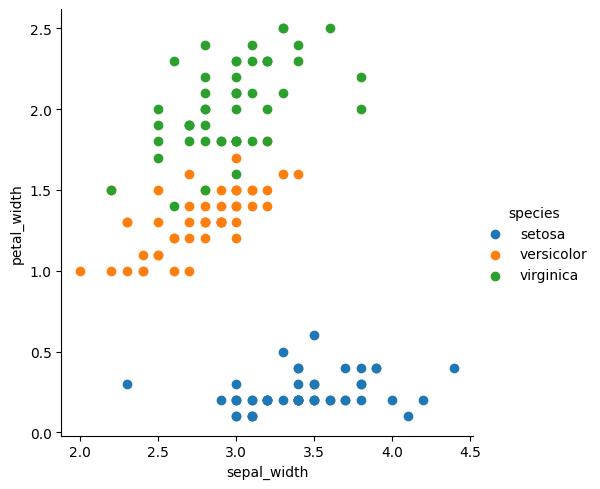 2.5
2.0
1.5
1.0
0.5
0.0
petal_width
2.0 2.5 3.0 3.5 4.0 4.5
sepal_width
species
setosa
versicolor
virginica